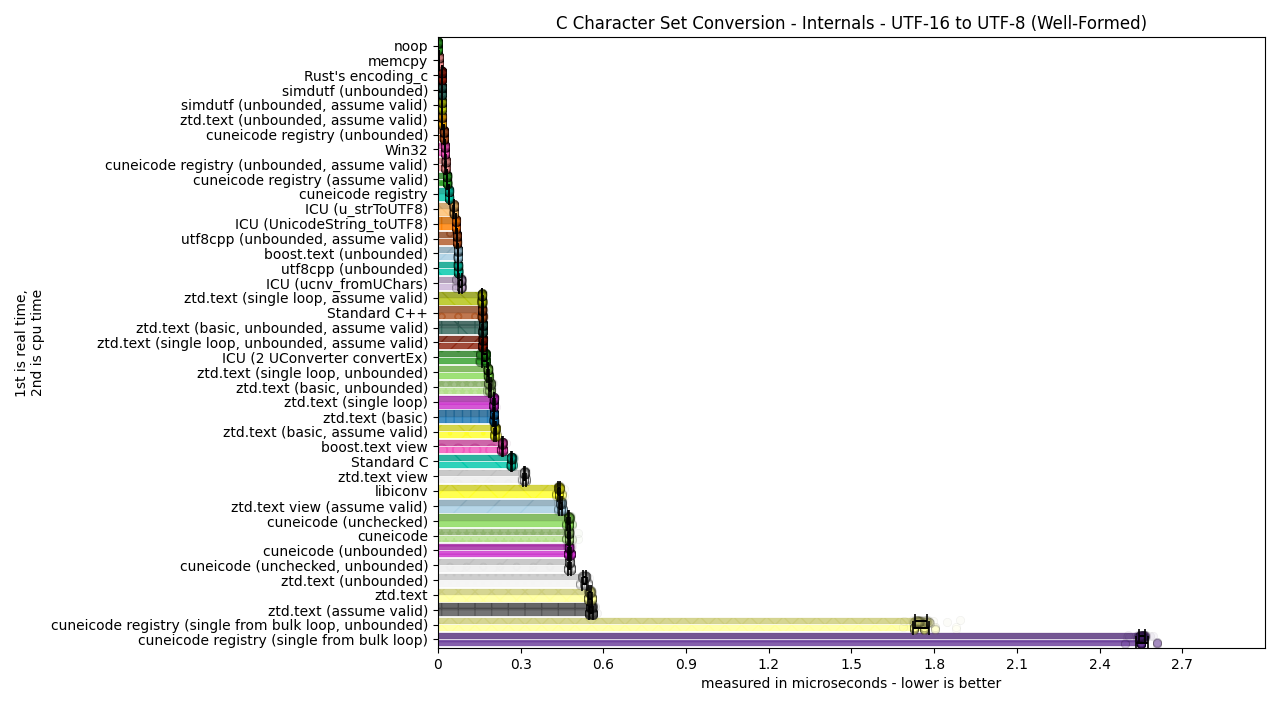 C Character Set Conversion - Internals - UTF-16 to UTF-8 (Well-Formed)
noop
memcpy
Rust's encoding_c
simdutf (unbounded)
simdutf (unbounded, assume valid)
ztd.text (unbounded, assume valid)
cuneicode registry (unbounded)
Win32
cuneicode registry (unbounded, assume valid)
cuneicode registry (assume valid)
cuneicode registry
ICU (u_strToUTF8)
ICU (UnicodeString_toUTF8)
utf8cpp (unbounded, assume valid)
boost.text (unbounded)
utf8cpp (unbounded)
ICU (ucnv_fromUChars)
ztd.text (single loop, assume valid)
Standard C++
ztd.text (basic, unbounded, assume valid)
ztd.text (single loop, unbounded, assume valid)
ICU (2 UConverter convertEx)
ztd.text (single loop, unbounded)
ztd.text (basic, unbounded)
ztd.text (single loop)
ztd.text (basic)
ztd.text (basic, assume valid)
boost.text view
Standard C
ztd.text view
libiconv
ztd.text view (assume valid)
cuneicode (unchecked)
cuneicode
cuneicode (unbounded)
cuneicode (unchecked, unbounded)
ztd.text (unbounded)
ztd.text
ztd.text (assume valid)
cuneicode registry (single from bulk loop, unbounded)
cuneicode registry (single from bulk loop)
1st is real time,
2nd is cpu time
0 0.3 0.6 0.9 1.2 1.5 1.8 2.1 2.4 2.7
measured in microseconds - lower is better